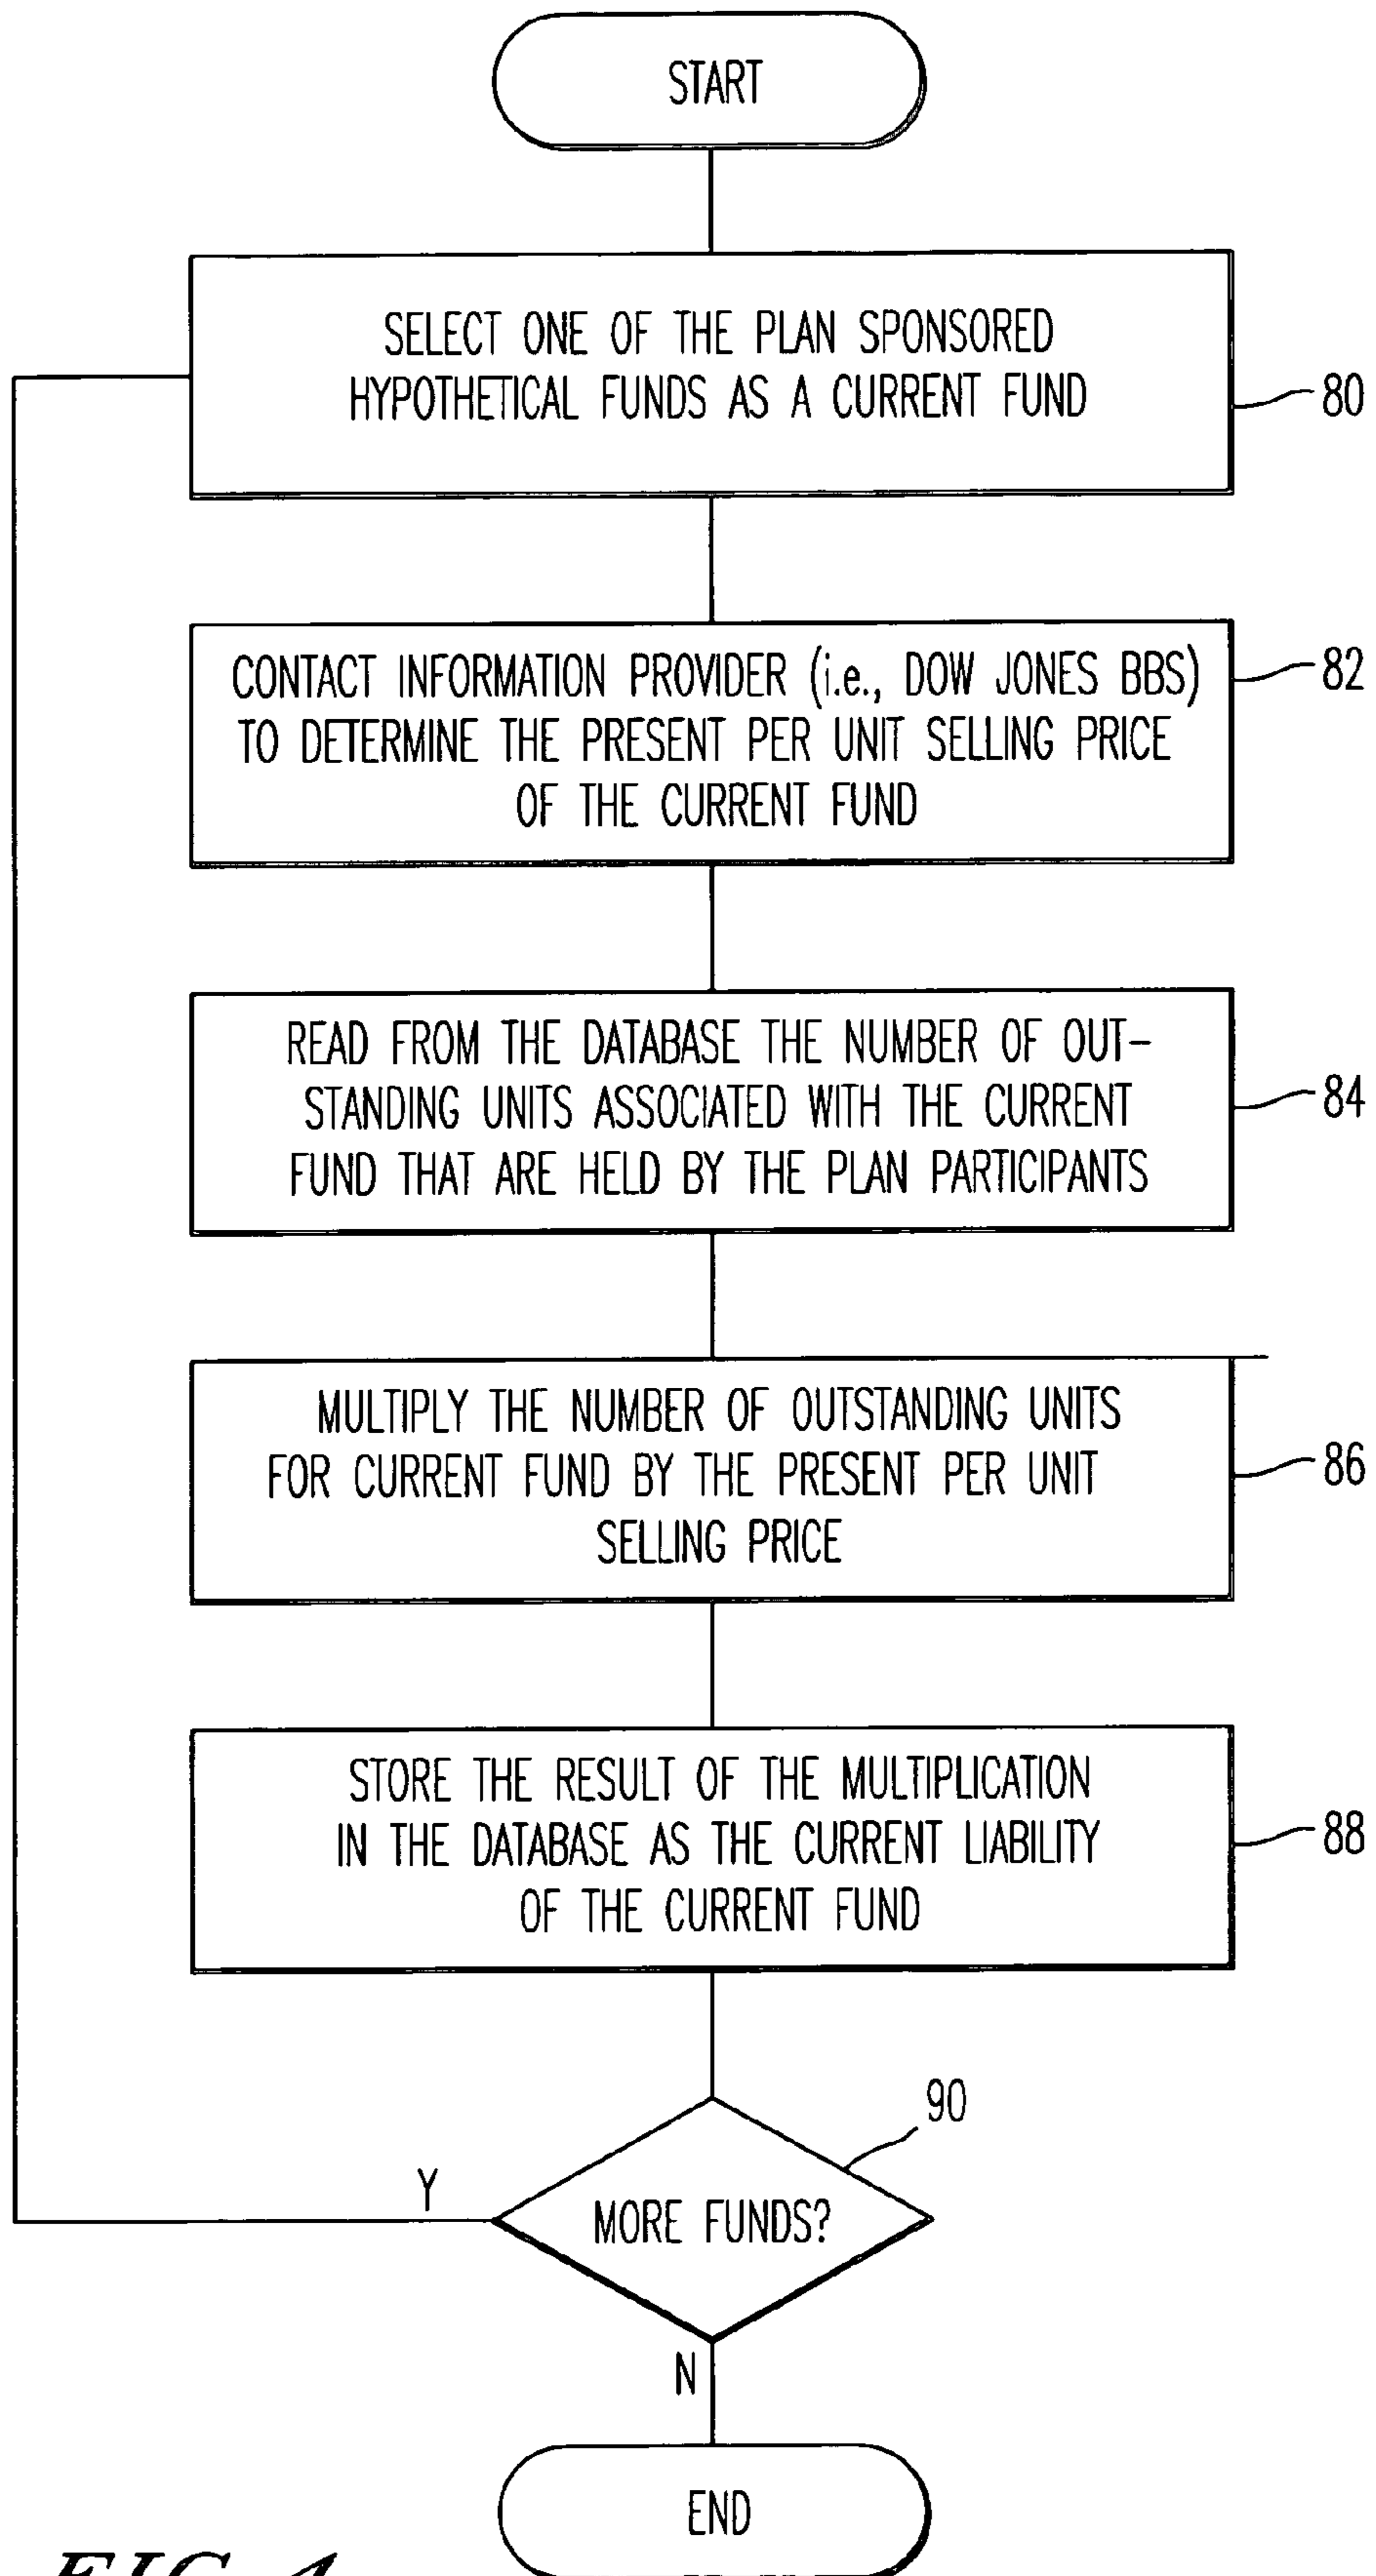 START
SELECT ONE OF THE PLAN SPONSORED
HYPOTHETICAL FUNDS AS A CURRENT FUND
80
CONTACT INFORMATION PROVIDER (i.e., DOW JONES BBS)
TO DETERMINE THE PRESENT PER UNIT SELLING PRICE
OF THE CURRENT FUND
82
READ FROM THE DATABASE THE NUMBER OF OUT-
STANDING UNITS ASSOCIATED WITH THE CURRENT
FUND THAT ARE HELD BY THE PLAN PARTICIPANTS
84
MULTIPLY THE NUMBER OF OUTSTANDING UNITS
FOR CURRENT FUND BY THE PRESENT PER UNIT
SELLING PRICE
86
STORE THE RESULT OF THE MULTIPLICATION
IN THE DATABASE AS THE CURRENT LIABILITY
OF THE CURRENT FUND
88
90
Y
MORE FUNDS?
N
END